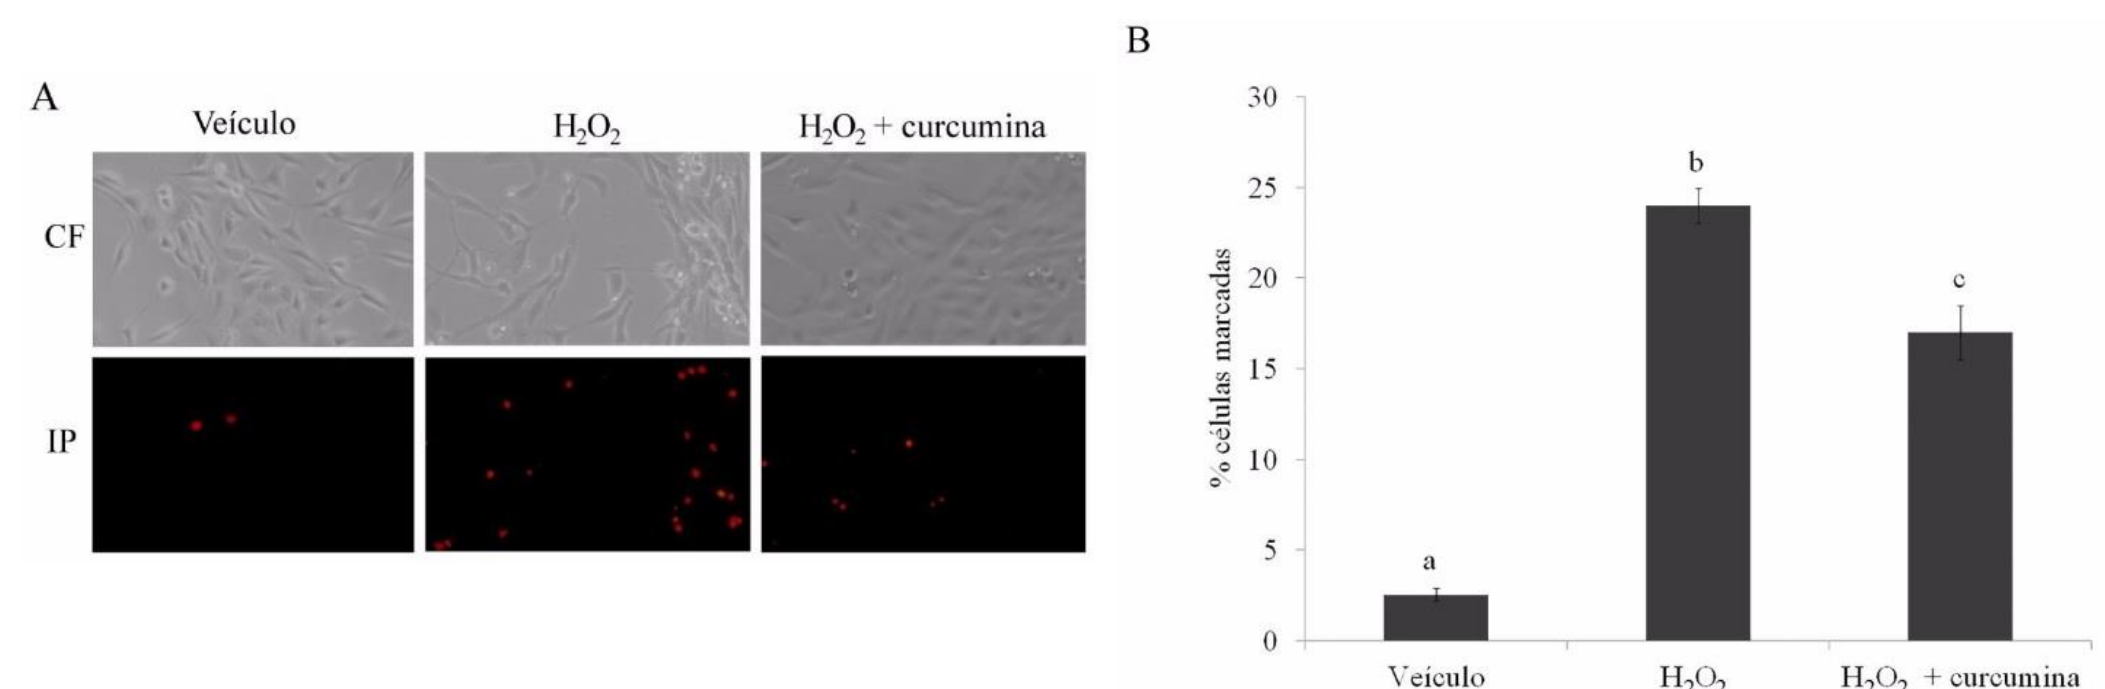 A
Veículo
H₂O₂
H₂O₂ + curcumina
CF
IP
B
% células marcadas
30
25
20
15
10
5
0
a
b
c
Veículo
H₂O₂
H₂O₂ + curcumina